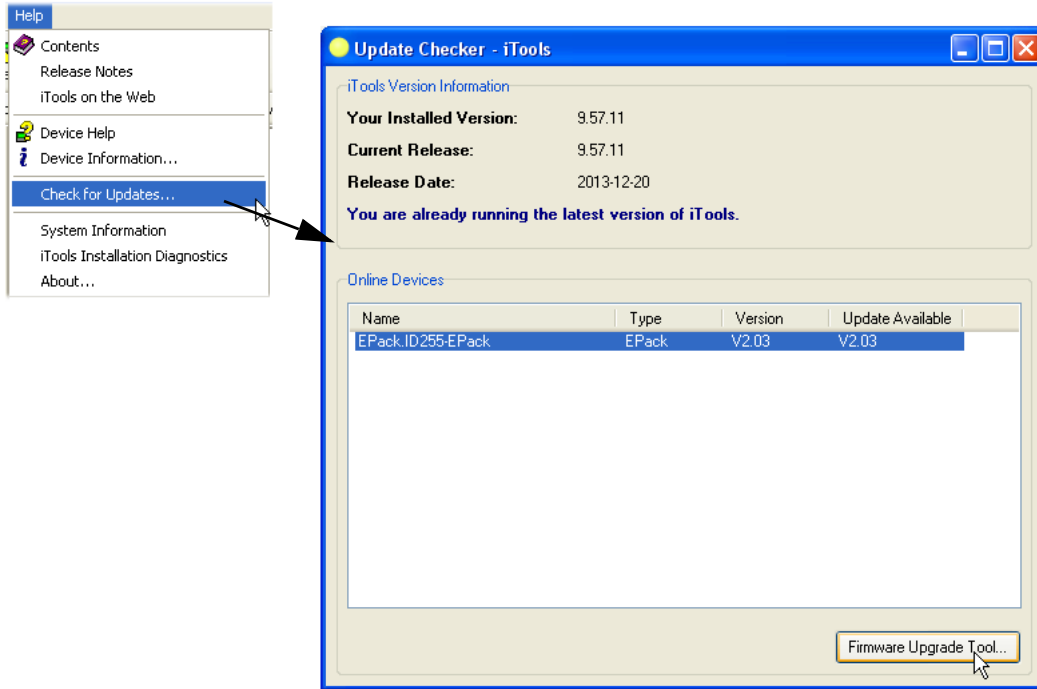 Help
Contents
Release Notes
iTools on the Web
Device Help
Device Information...
Check for Updates...
System Information
iTools Installation Diagnostics
About...
Update Checker - iTools
iTools Version Information
Your Installed Version: 9.57.11
Current Release: 9.57.11
Release Date: 2013-12-20
You are already running the latest version of iTools.
Online Devices
Name Type Version Update Available
EPack.ID255-EPack EPack V2.03 V2.03
Firmware Upgrade Tool...